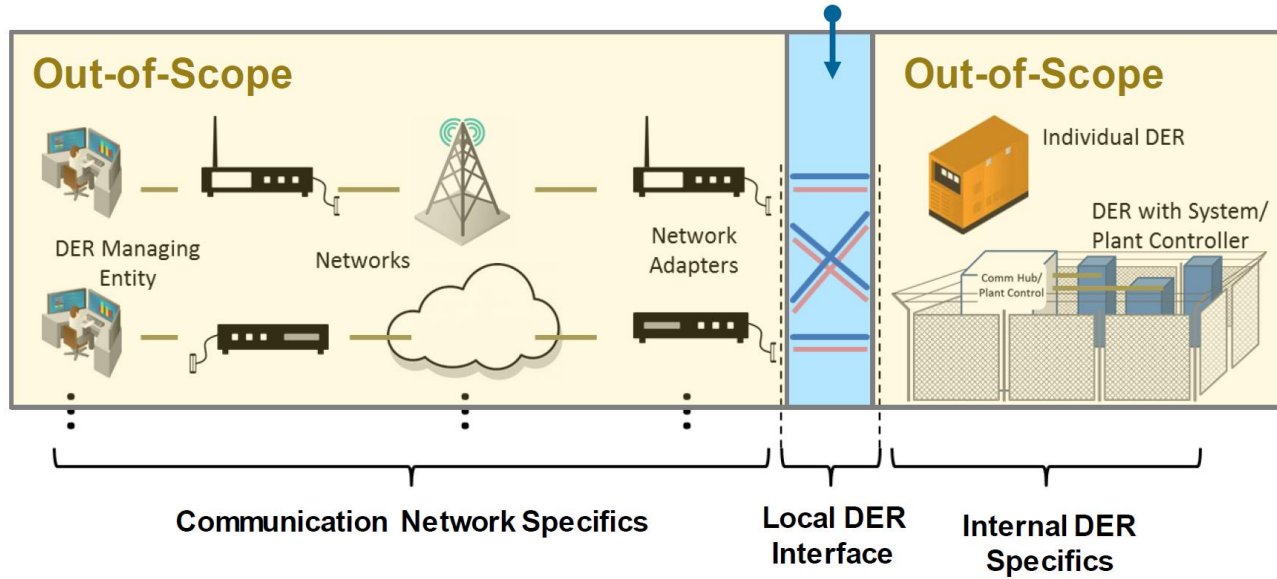 Out-of-Scope
Out-of-Scope
Individual DER
DER with System/
Plant Controller
DER Managing
Entity
Networks
Network
Adapters
Comm Hub/
Plant Control
Communication Network Specifics
Local DER
Interface
Internal DER
Specifics